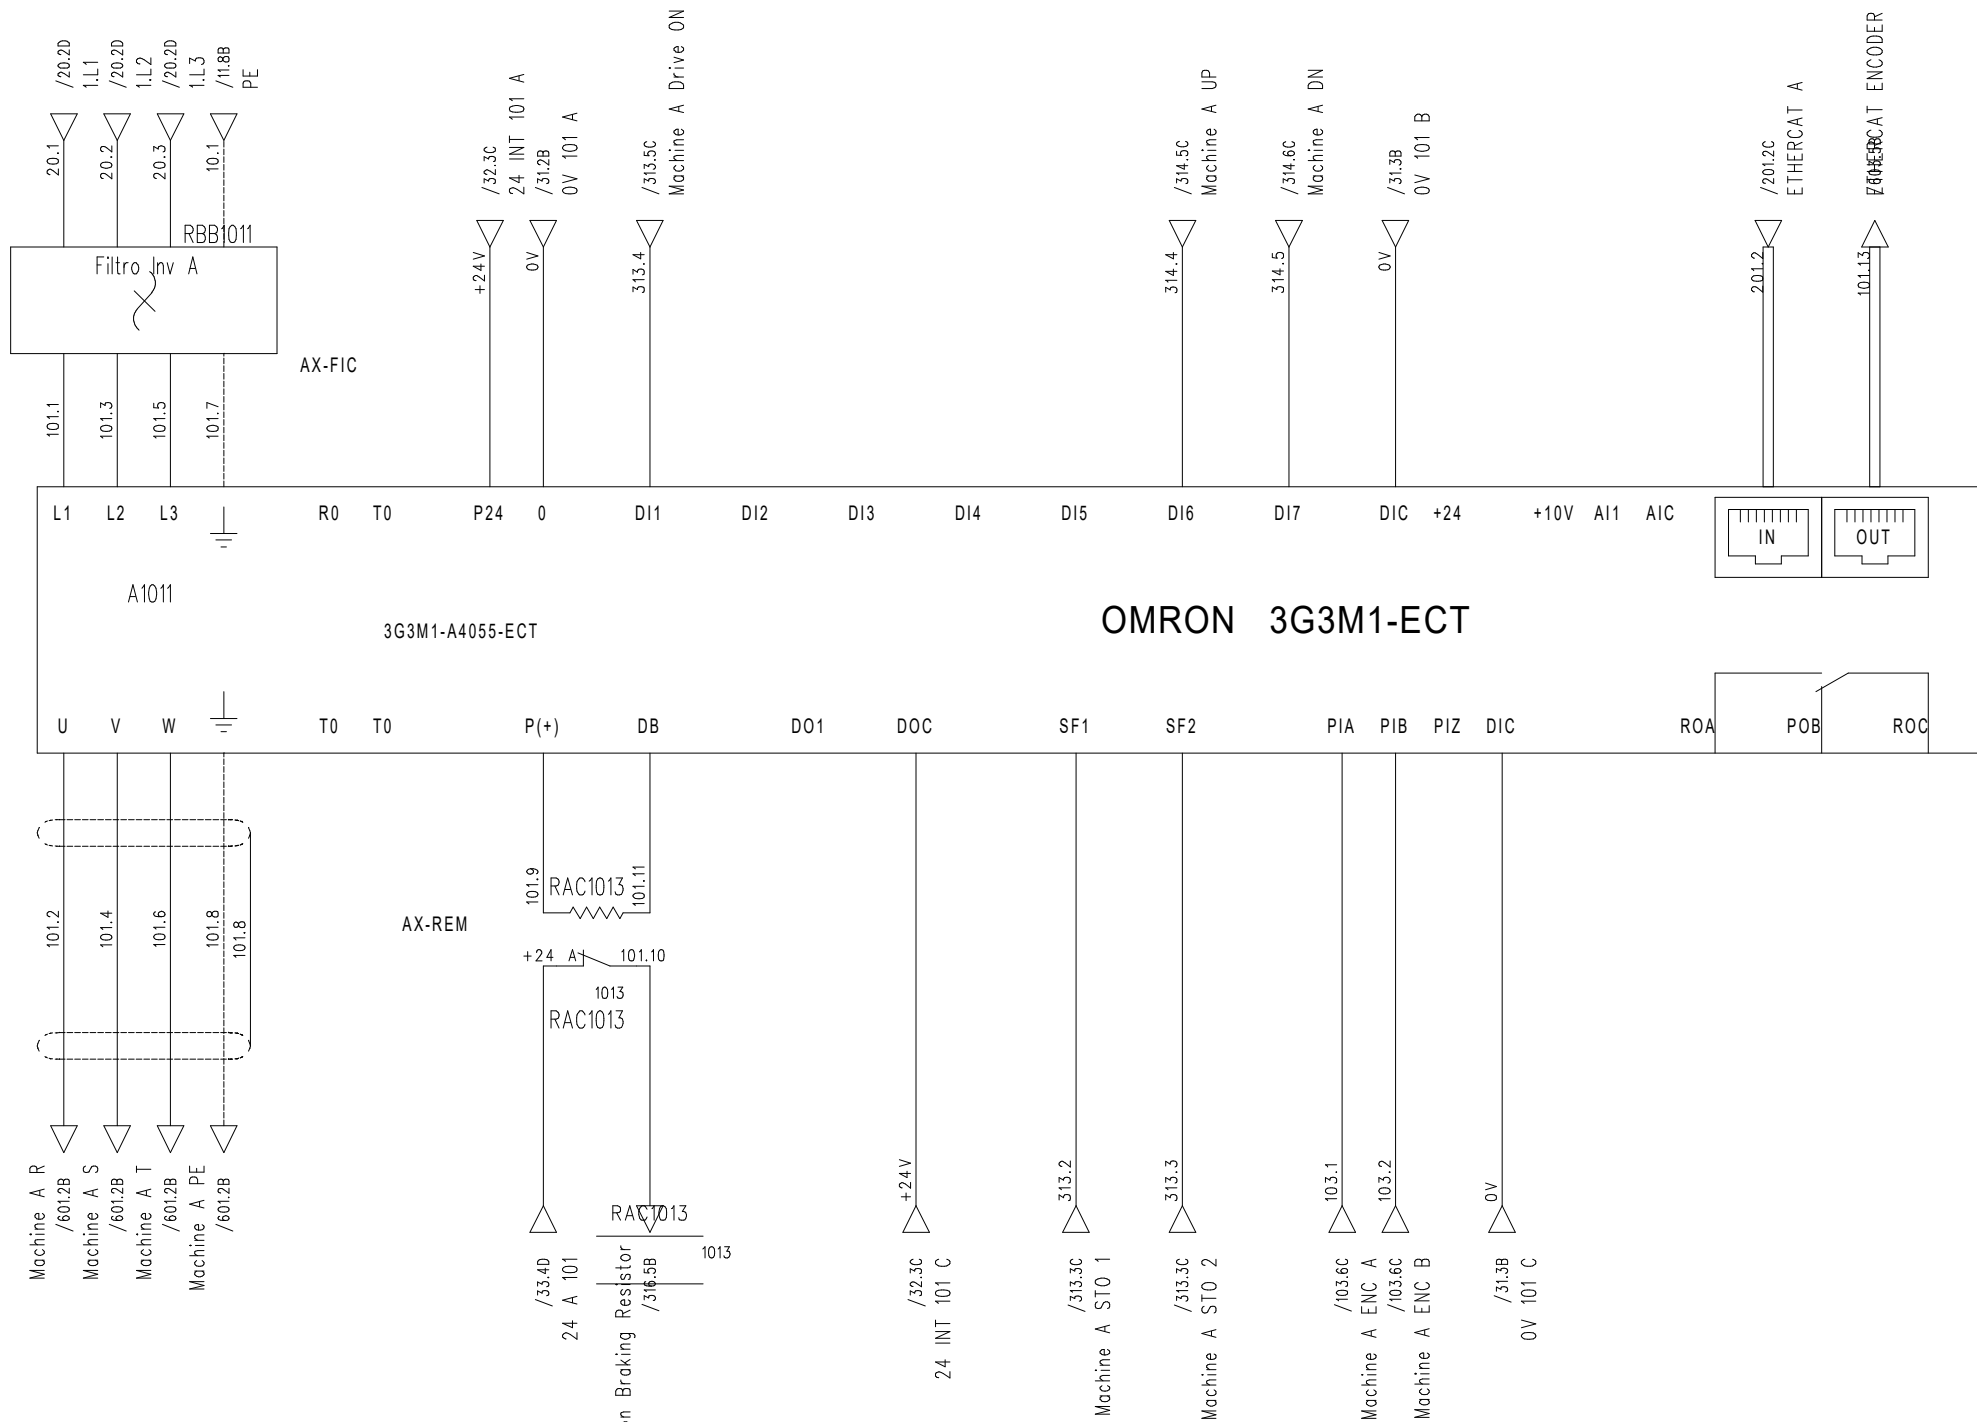 /20.2D
1.L1
/20.2D
1.L2
/20.2D
1.L3
/11.8B
PE
/32.3C
24 INT 101 A
/31.2B
0V 101 A
/313.5C
Machine A Drive ON
/314.5C
Machine A UP
/314.6C
Machine A DN
/31.3B
0V 101 B
/201.2C
ETHERCAT A
ETHERCAT ENCODER
20.1
20.2
20.3
10.1
+24V
0V
313.4
314.4
314.5
0V
201.2
101.13
RBB1011
Filtro Inv A
AX-FIC
101.1
101.3
101.5
101.7
L1 L2 L3 R0 T0 P24 0 DI1 DI2 DI3 DI4 DI5 DI6 DI7 DIC +24 +10V AI1 AIC
IN OUT
A1011
3G3M1-A4055-ECT
OMRON 3G3M1-ECT
U V W T0 T0 P(+) DB DO1 DOC SF1 SF2 PIA PIB PIZ DIC ROA POB ROC
101.2
101.4
101.6
101.8
101.8
AX-REM
101.9
RAC1013
101.11
+24 A 101.10
1013
RAC1013
+24V
313.2
313.3
103.1
103.2
0V
Machine A R
/601.2B
Machine A S
/601.2B
Machine A T
/601.2B
Machine A PE
/601.2B
/333.4D
24 A 101
RAC1013
1013
on Braking Resistor
/316.5B
/32.3C
24 INT 101 C
/313.3C
Machine A STO 1
/313.3C
Machine A STO 2
/103.6C
Machine A ENC A
/103.6C
Machine A ENC B
/31.3B
0V 101 C